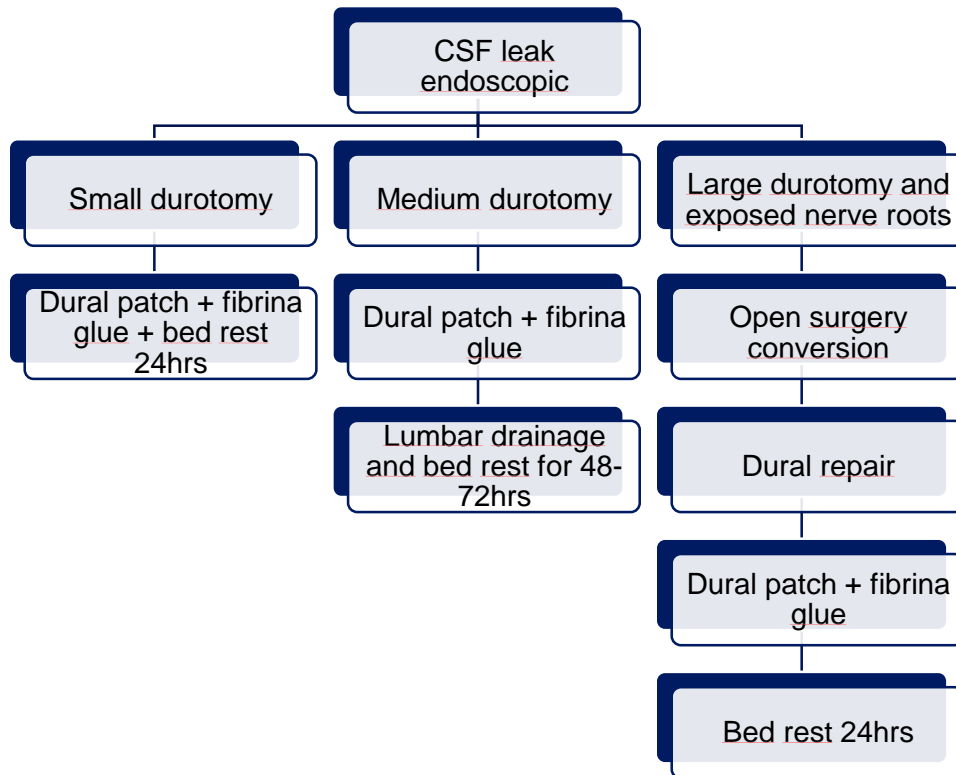 CSF leak
endoscopic
Small durotomy
Medium durotomy
Large durotomy and
exposed nerve roots
Dural patch + fibrina
glue + bed rest
24hrs
Dural patch + fibrina
glue
Open surgery
conversion
Lumbar drainage
and bed rest for 48-
72hrs
Dural repair
Dural patch + fibrina
glue
Bed rest 24hrs